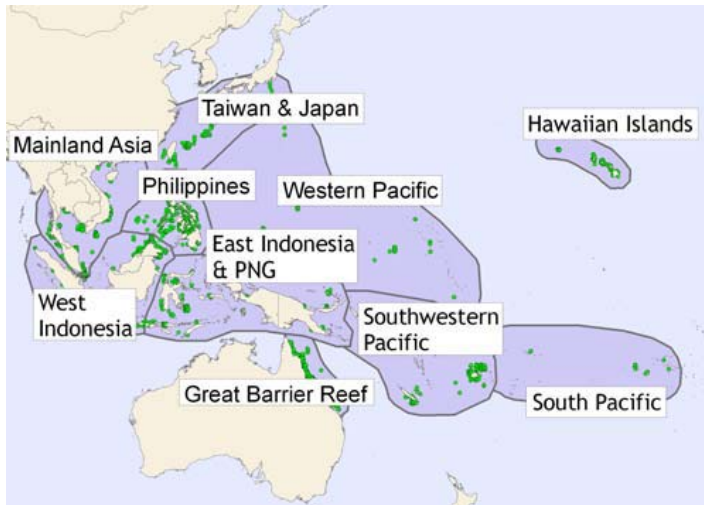 Taiwan & Japan
Hawaiian Islands
Mainland Asia
Philippines
Western Pacific
East Indonesia
& PNG
West
Indonesia
Southwestern
Pacific
Great Barrier Reef
South Pacific